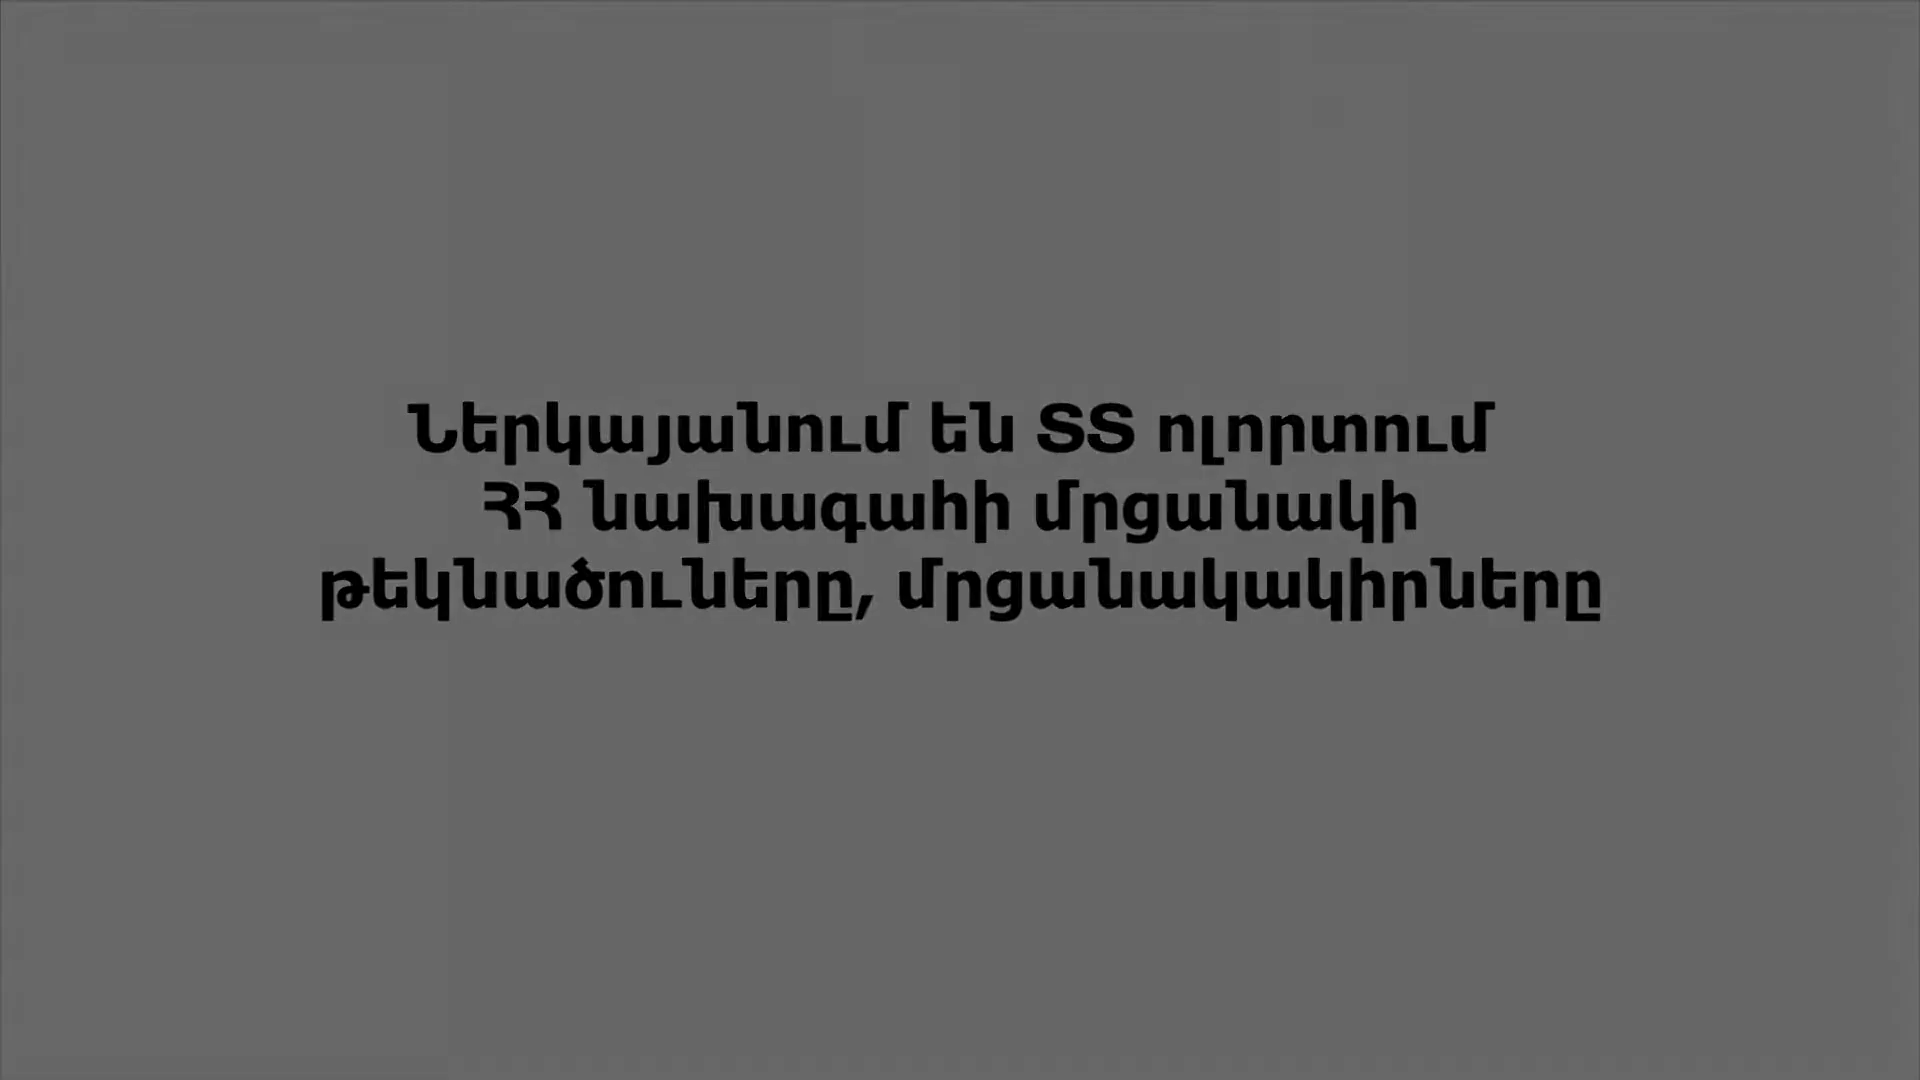 Ներկայանում են ՏՏ ոլորտում
ՀՀ նախագահի մրցանակի
թեկնածուները, մրցանակակիրները